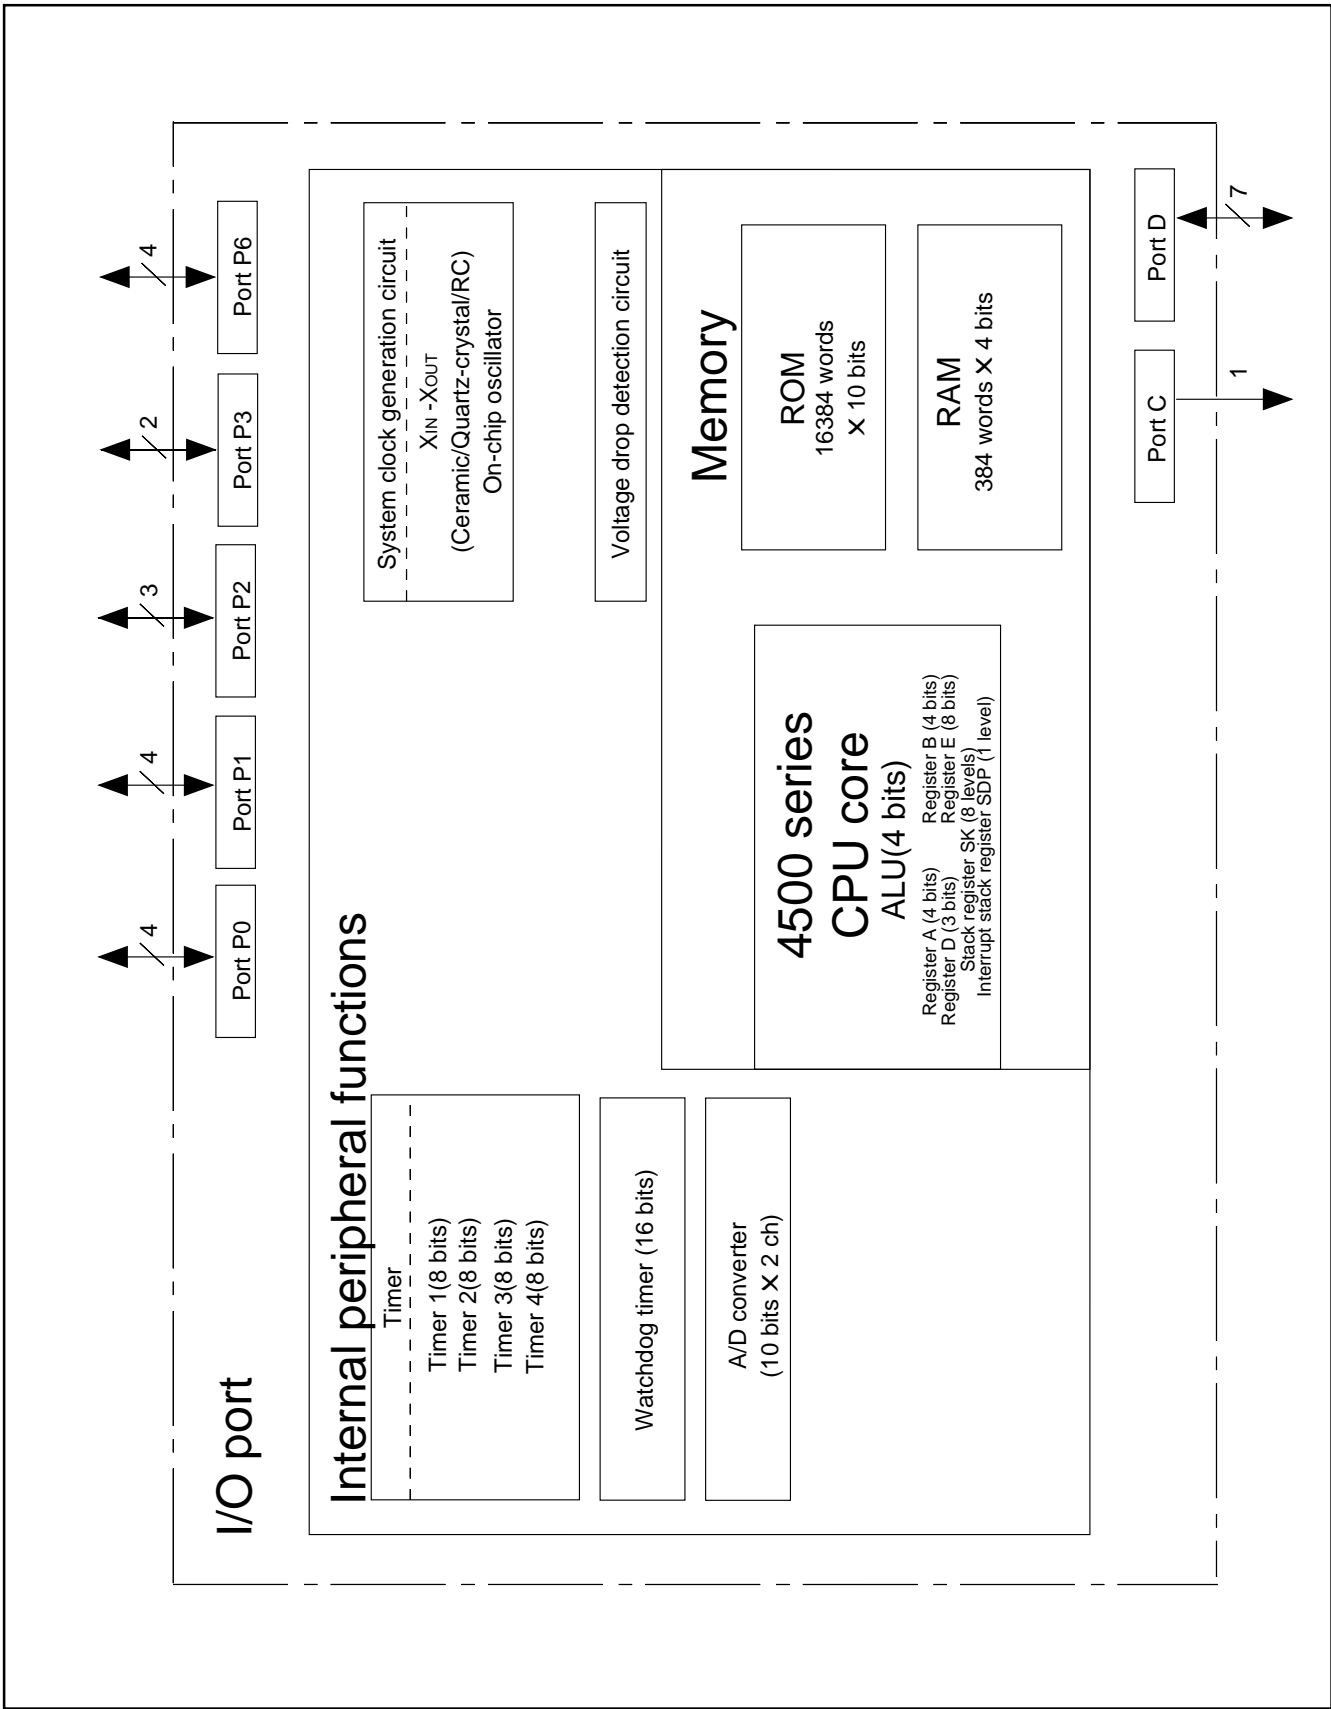 I/O port
4
4
3
2
4
Port P0
Port P1
Port P2
Port P3
Port P6
Internal peripheral functions
Timer
Timer 1(8 bits)
Timer 2(8 bits)
Timer 3(8 bits)
Timer 4(8 bits)
Watchdog timer (16 bits)
A/D converter
(10 bits × 2 ch)
System clock generation circuit
XIN -XOUT
(Ceramic/Quartz-crystal/RC)
On-chip oscillator
Voltage drop detection circuit
4500 series
CPU core
ALU(4 bits)
Register A (4 bits) Register B (4 bits)
Register D (3 bits) Register E (8 bits)
Stack register SK (8 levels)
Interrupt stack register SDP (1 level)
Memory
ROM
16384 words
× 10 bits
RAM
384 words × 4 bits
Port C
Port D
1
7